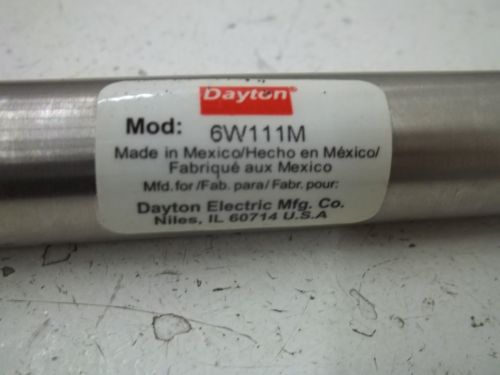 Dayton
Mod: 6W111M
Made in Mexico/Hecho en México/
Fabriqué aux Mexico
Mfd. for /Fab. para/ Fabr. pour:
Dayton Electric Mfg. Co.
Niles, IL 60714 U.S.A